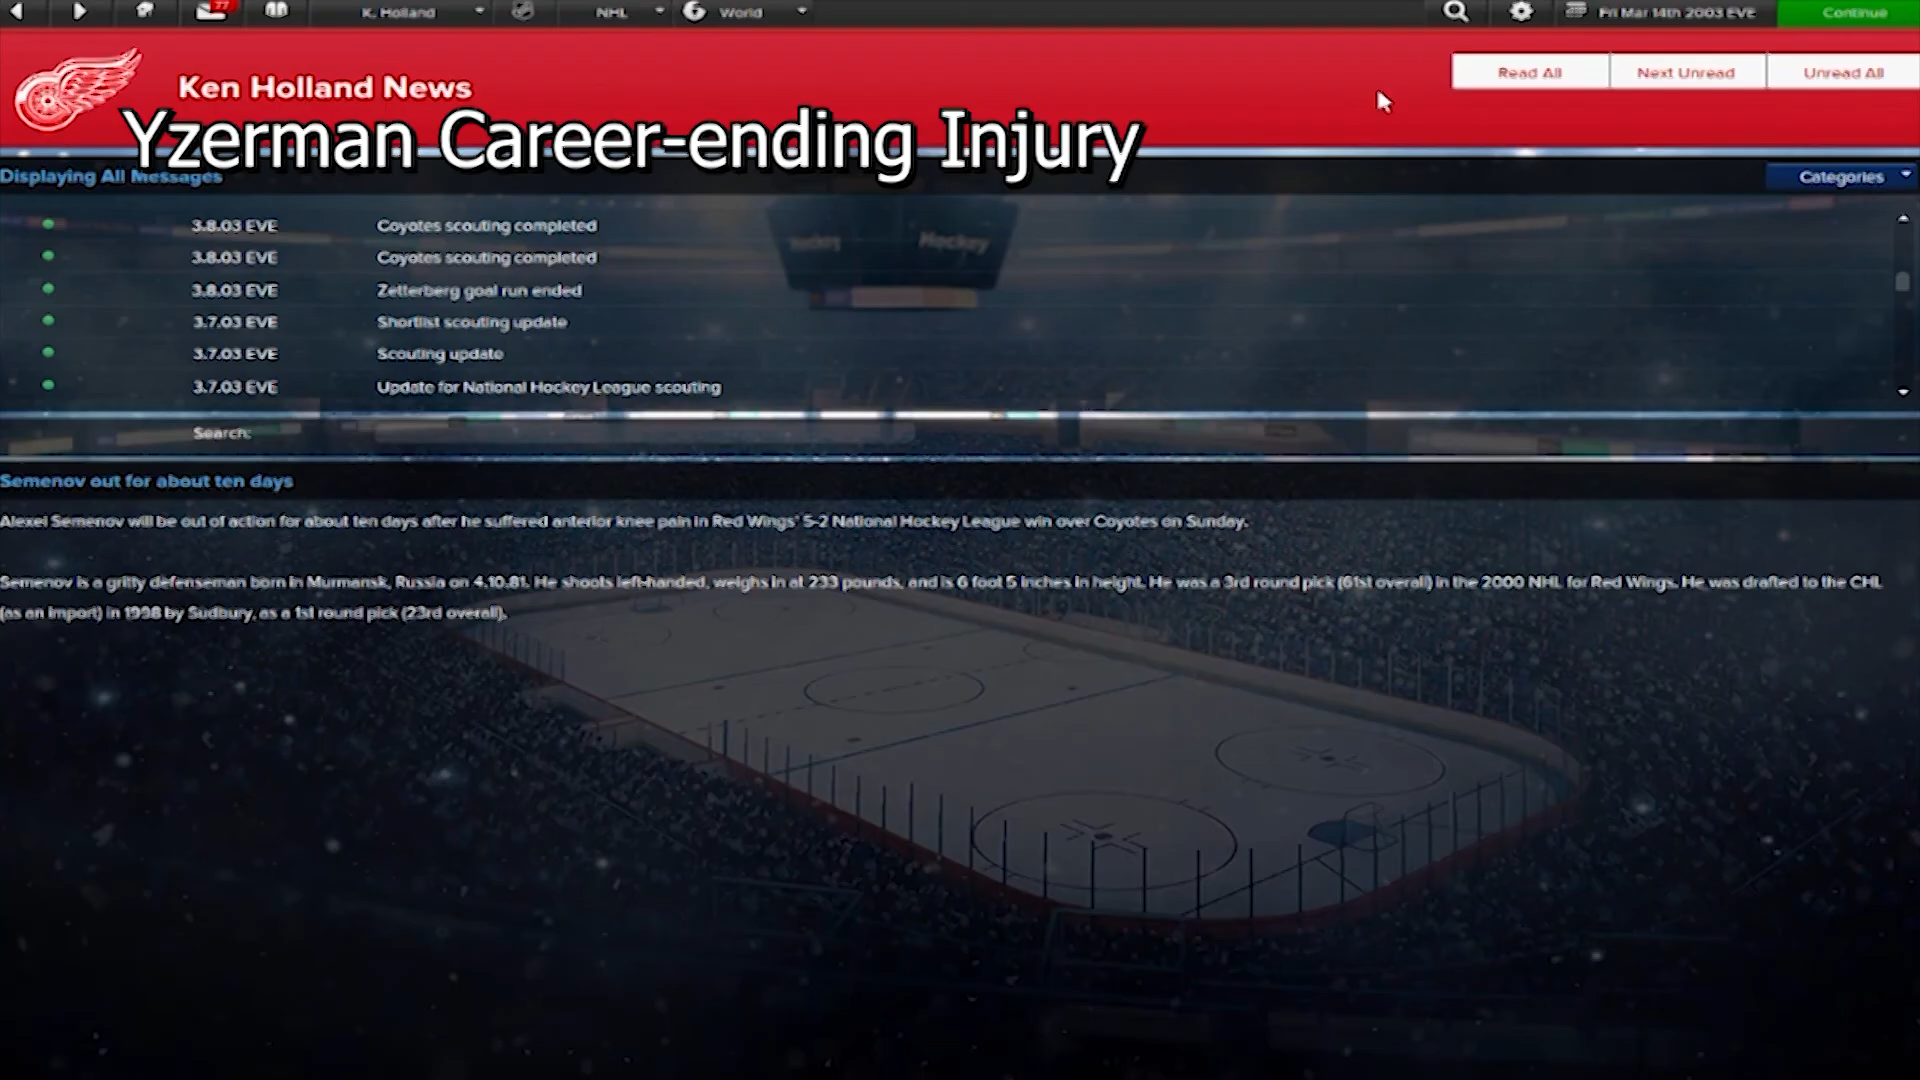 77 K. Holland NHL World Fri Mar 14th 2003 EVE Continue
Ken Holland News
Read All Next Unread Unread All
Yzerman Career-ending Injury
Displaying All Messages
Categories
3.8.03 EVE Coyotes scouting completed
3.8.03 EVE Coyotes scouting completed
3.8.03 EVE Zetterberg goal run ended
3.7.03 EVE Shortlist scouting update
3.7.03 EVE Scouting update
3.7.03 EVE Update for National Hockey League scouting
Hockey Hockey
Search:
Semenov out for about ten days
Alexei Semenov will be out of action for about ten days after he suffered anterior knee pain in Red Wings' 5-2 National Hockey League win over Coyotes on Sunday.
Semenov is a gritty defenseman born in Murmansk, Russia on 4.10.81. He shoots left-handed, weighs in at 233 pounds, and is 6 foot 5 inches in height. He was a 3rd round pick (61st overall) in the 2000 NHL for Red Wings. He was drafted to the CHL
(as an import) in 1998 by Sudbury, as a 1st round pick (23rd overall).